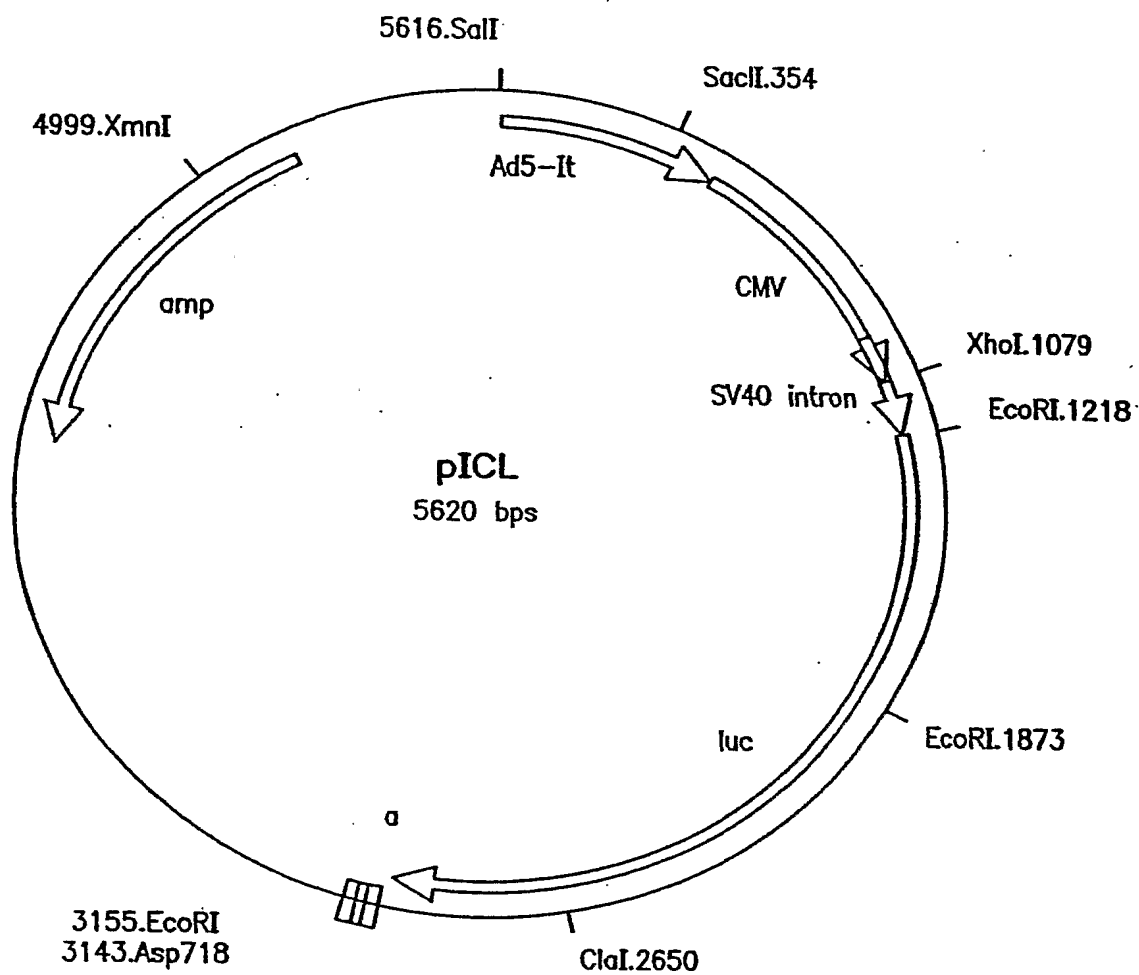 5616.SalI
SacII.354
4999.XmnI
Ad5-It
CMV
amp
XhoI.1079
SV40 intron
EcoRI.1218
pICL
5620 bps
luc
EcoRI.1873
a
3155.EcoRI
3143.Asp718
ClaI.2650